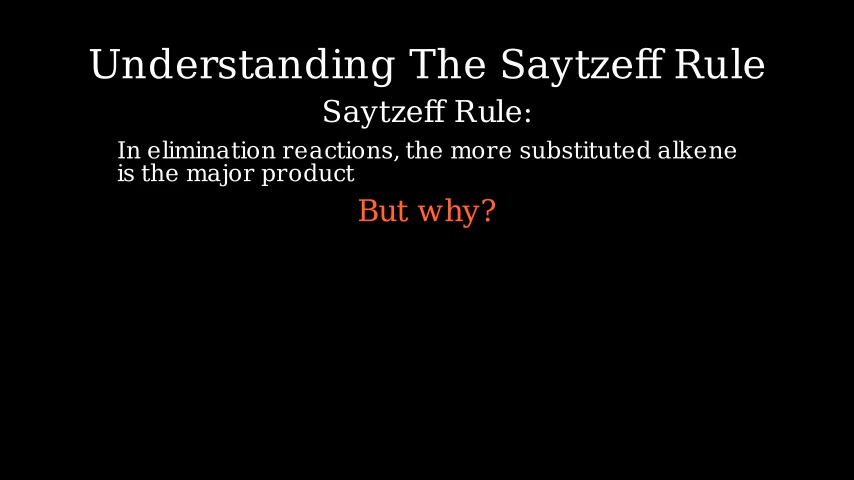 Understanding The Saytzeff Rule
Saytzeff Rule:
In elimination reactions, the more substituted alkene
is the major product
But why?